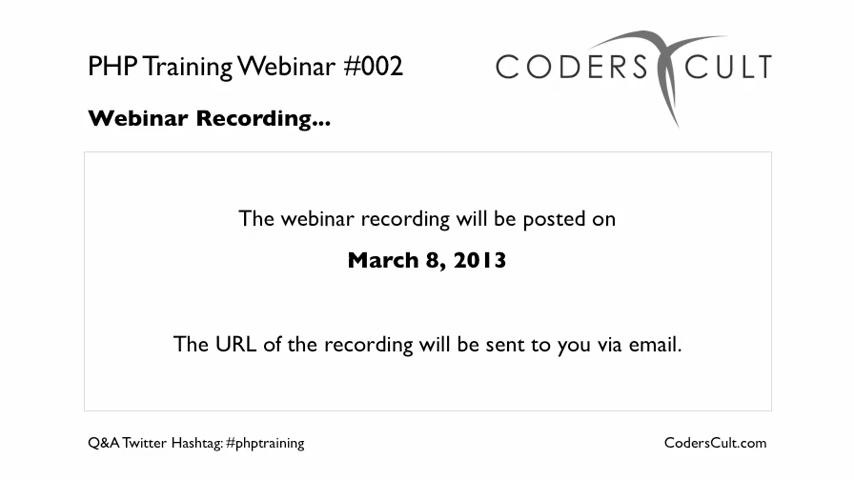 PHP Training Webinar #002
CODERS CULT
Webinar Recording...
The webinar recording will be posted on
March 8, 2013
The URL of the recording will be sent to you via email.
Q&A Twitter Hashtag: #phptraining
CodersCult.com